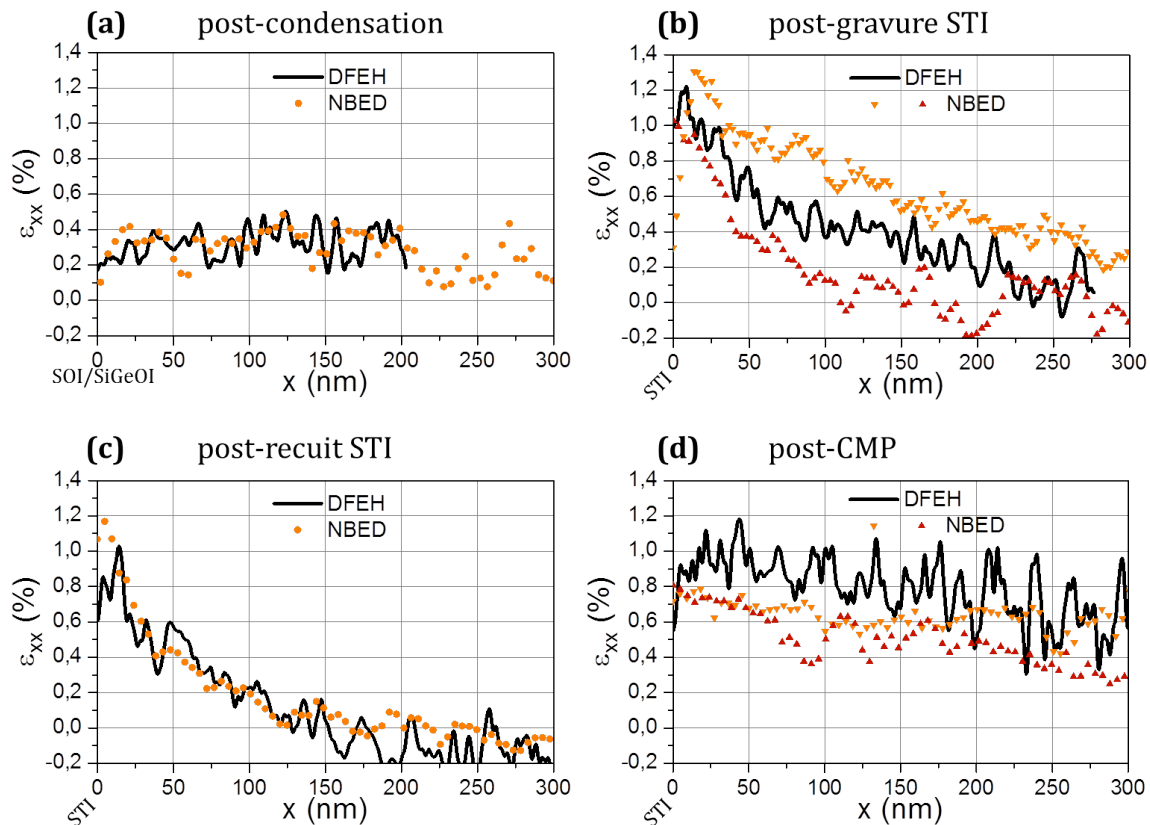 (a) post-condensation
1,4
1,2
1,0
0,8
0,6
0,4
0,2
0,0
-0,2
εxx (%)
DFEH
NBED
0 50 100 150 200 250 300
SOI/SiGeOI
x (nm)
(b) post-gravure STI
1,4
1,2
1,0
0,8
0,6
0,4
0,2
0,0
-0,2
εxx (%)
DFEH
NBED
0 50 100 150 200 250 300
STI
x (nm)
(c) post-recuit STI
1,4
1,2
1,0
0,8
0,6
0,4
0,2
0,0
-0,2
εxx (%)
DFEH
NBED
0 50 100 150 200 250 300
STI
x (nm)
(d) post-CMP
1,4
1,2
1,0
0,8
0,6
0,4
0,2
0,0
-0,2
εxx (%)
DFEH
NBED
0 50 100 150 200 250 300
STI
x (nm)